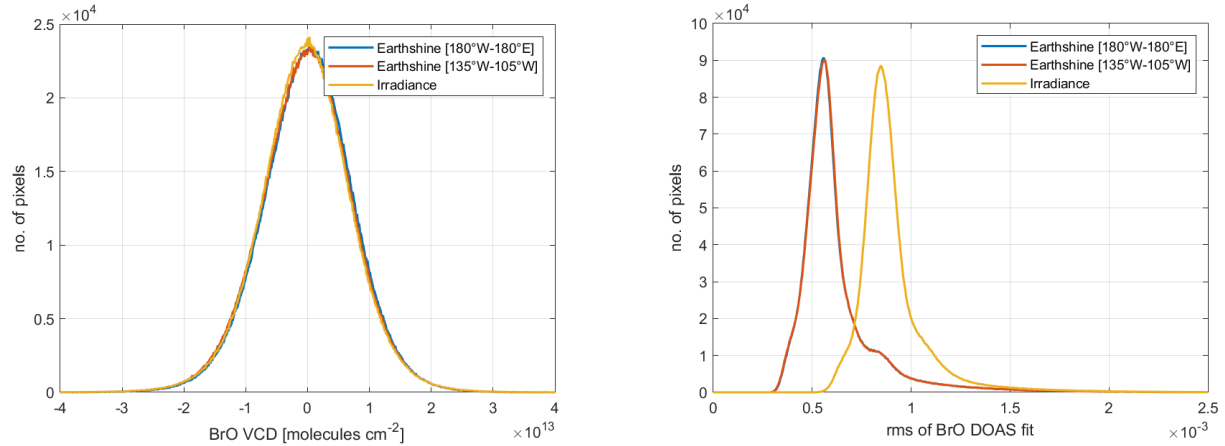 ×10⁴
2.5
2
1.5
1
0.5
0
no. of pixels
Earthshine [180°W-180°E]
Earthshine [135°W-105°W]
Irradiance
-4 -3 -2 -1 0 1 2 3 4
BrO VCD [molecules cm⁻²]
×10¹³
×10⁴
10
9
8
7
6
5
4
3
2
1
0
no. of pixels
Earthshine [180°W-180°E]
Earthshine [135°W-105°W]
Irradiance
0 0.5 1 1.5 2 2.5
rms of BrO DOAS fit
×10⁻³